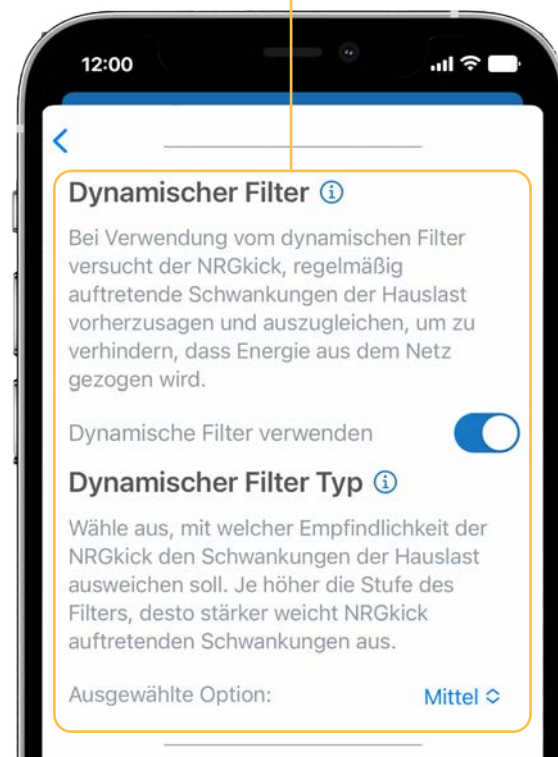 12:00
Dynamischer Filter
Bei Verwendung vom dynamischen Filter
versucht der NRGkick, regelmäßig
auftretende Schwankungen der Hauslast
vorherzusagen und auszugleichen, um zu
verhindern, dass Energie aus dem Netz
gezogen wird.
Dynamische Filter verwenden
Dynamischer Filter Typ
Wähle aus, mit welcher Empfindlichkeit der
NRGkick den Schwankungen der Hauslast
ausweichen soll. Je höher die Stufe des
Filters, desto stärker weicht NRGkick
auftretenden Schwankungen aus.
Ausgewählte Option: Mittel